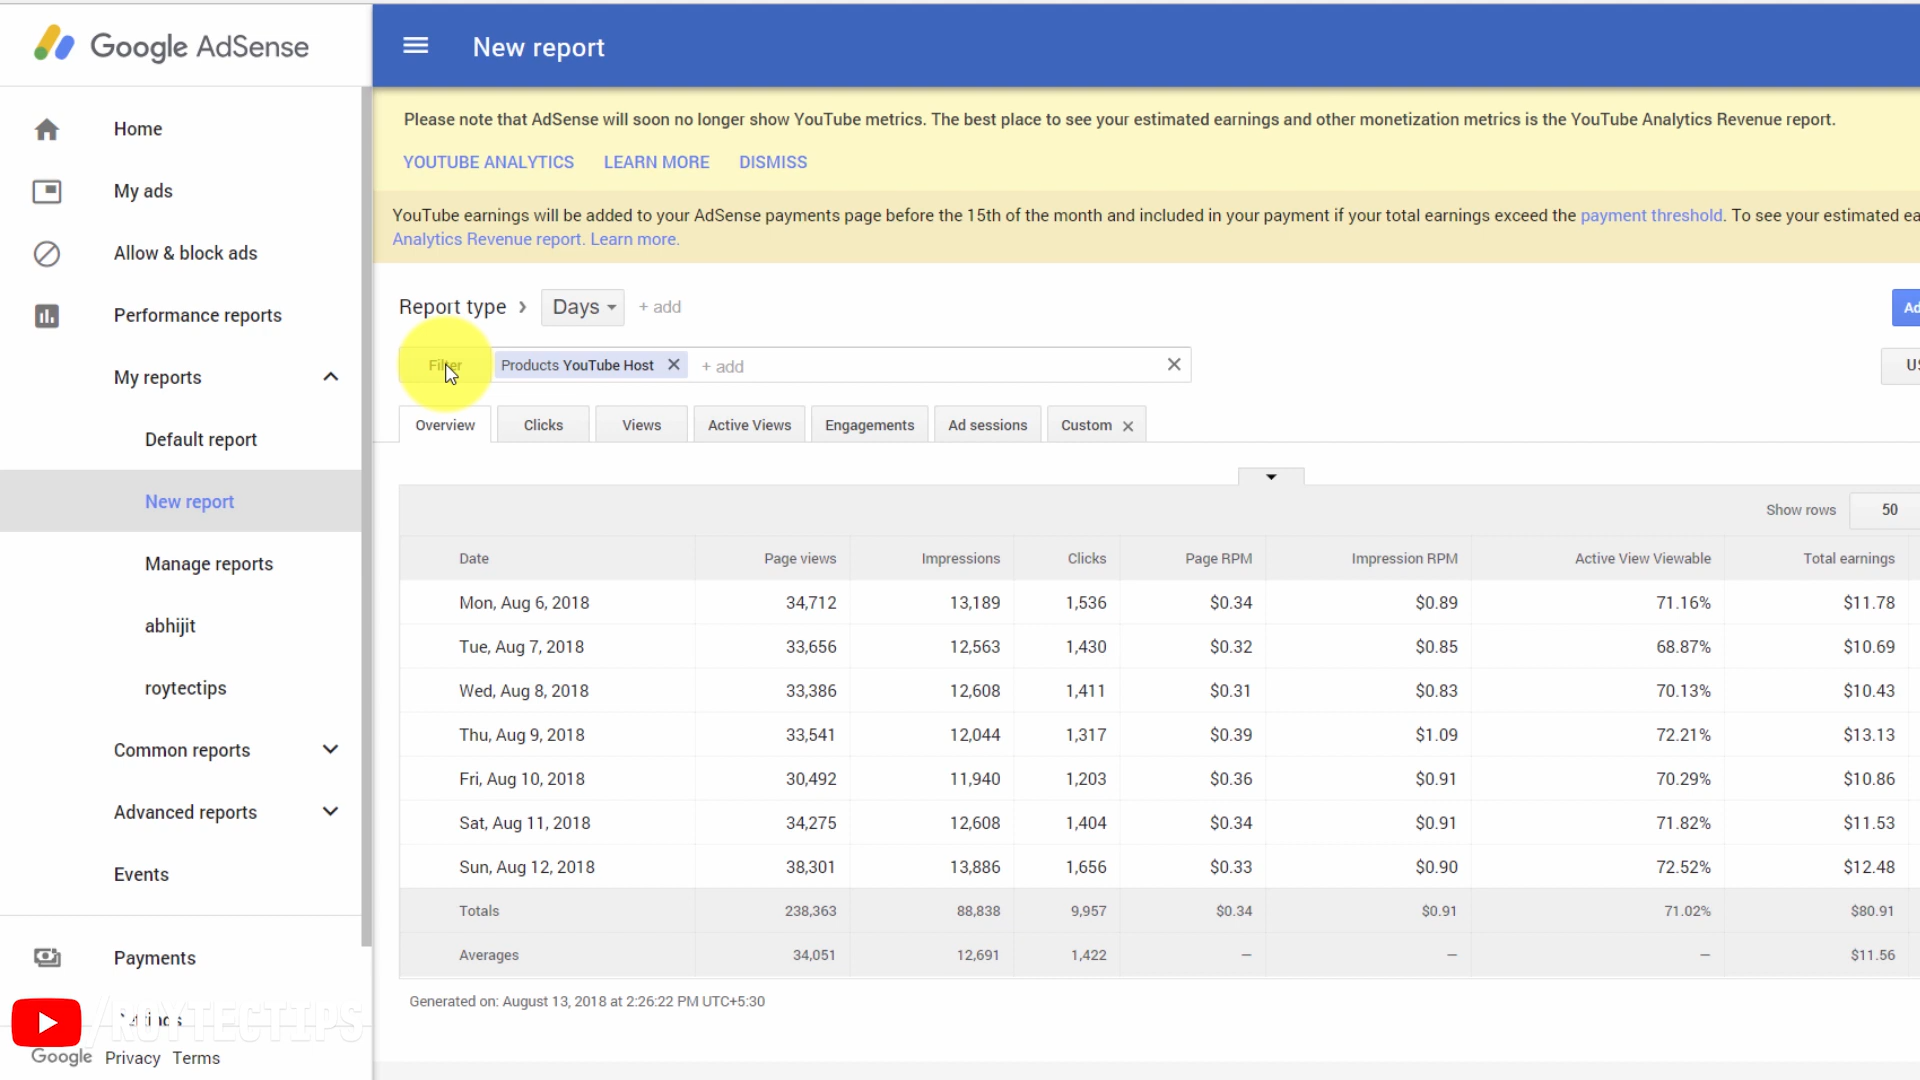 Google AdSense
New report
Home
My ads
Allow & block ads
Performance reports
My reports
Default report
New report
Manage reports
abhijit
roytectips
Common reports
Advanced reports
Events
Payments
/ROYTECTIPS
Google Privacy Terms
Please note that AdSense will soon no longer show YouTube metrics. The best place to see your estimated earnings and other monetization metrics is the YouTube Analytics Revenue report.
YOUTUBE ANALYTICS LEARN MORE DISMISS
YouTube earnings will be added to your AdSense payments page before the 15th of the month and included in your payment if your total earnings exceed the payment threshold. To see your estimated ea
Analytics Revenue report. Learn more.
Report type › Days + add
Ad
Filter Products YouTube Host + add
US
Overview Clicks Views Active Views Engagements Ad sessions Custom
Show rows 50
Date Page views Impressions Clicks Page RPM Impression RPM Active View Viewable Total earnings
Mon, Aug 6, 2018 34,712 13,189 1,536 $0.34 $0.89 71.16% $11.78
Tue, Aug 7, 2018 33,656 12,563 1,430 $0.32 $0.85 68.87% $10.69
Wed, Aug 8, 2018 33,386 12,608 1,411 $0.31 $0.83 70.13% $10.43
Thu, Aug 9, 2018 33,541 12,044 1,317 $0.39 $1.09 72.21% $13.13
Fri, Aug 10, 2018 30,492 11,940 1,203 $0.36 $0.91 70.29% $10.86
Sat, Aug 11, 2018 34,275 12,608 1,404 $0.34 $0.91 71.82% $11.53
Sun, Aug 12, 2018 38,301 13,886 1,656 $0.33 $0.90 72.52% $12.48
Totals 238,363 88,838 9,957 $0.34 $0.91 71.02% $80.91
Averages 34,051 12,691 1,422 — — — $11.56
Generated on: August 13, 2018 at 2:26:22 PM UTC+5:30